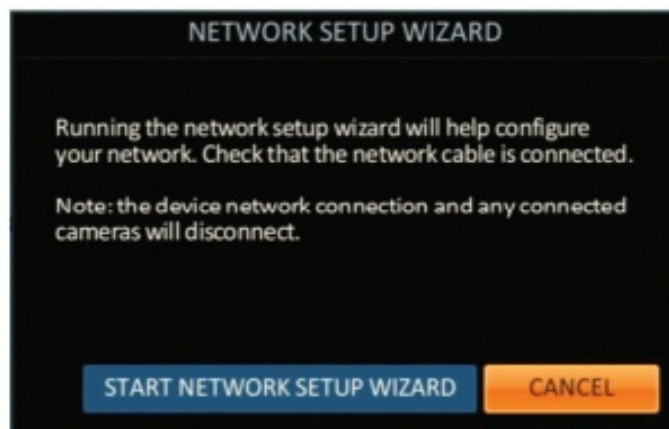 NETWORK SETUP WIZARD
Running the network setup wizard will help configure
your network. Check that the network cable is connected.
Note: the device network connection and any connected
cameras will disconnect.
START NETWORK SETUP WIZARD
CANCEL